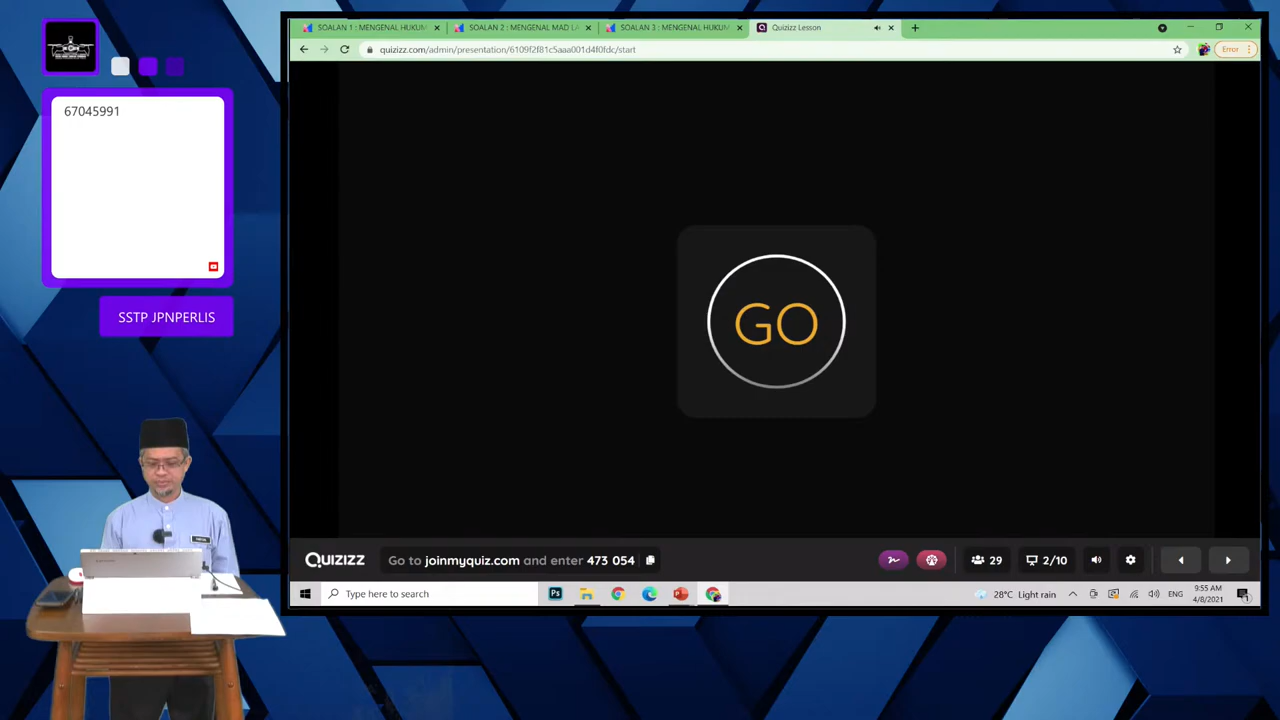 67045991
SSTP JPNPERLIS
SOALAN 1 : MENGENAL HUKUM
SOALAN 2 : MENGENAL MAD LA
SOALAN 3 : MENGENAL HUKUM
Quizizz Lesson
quizizz.com/admin/presentation/6109f2f81c5aaa001d4f0fdc/start
Error
GO
Quizizz
Go to joinmyquiz.com and enter 473 054
29
2/10
Type here to search
Ps
28°C Light rain
ENG
9:55 AM
4/8/2021